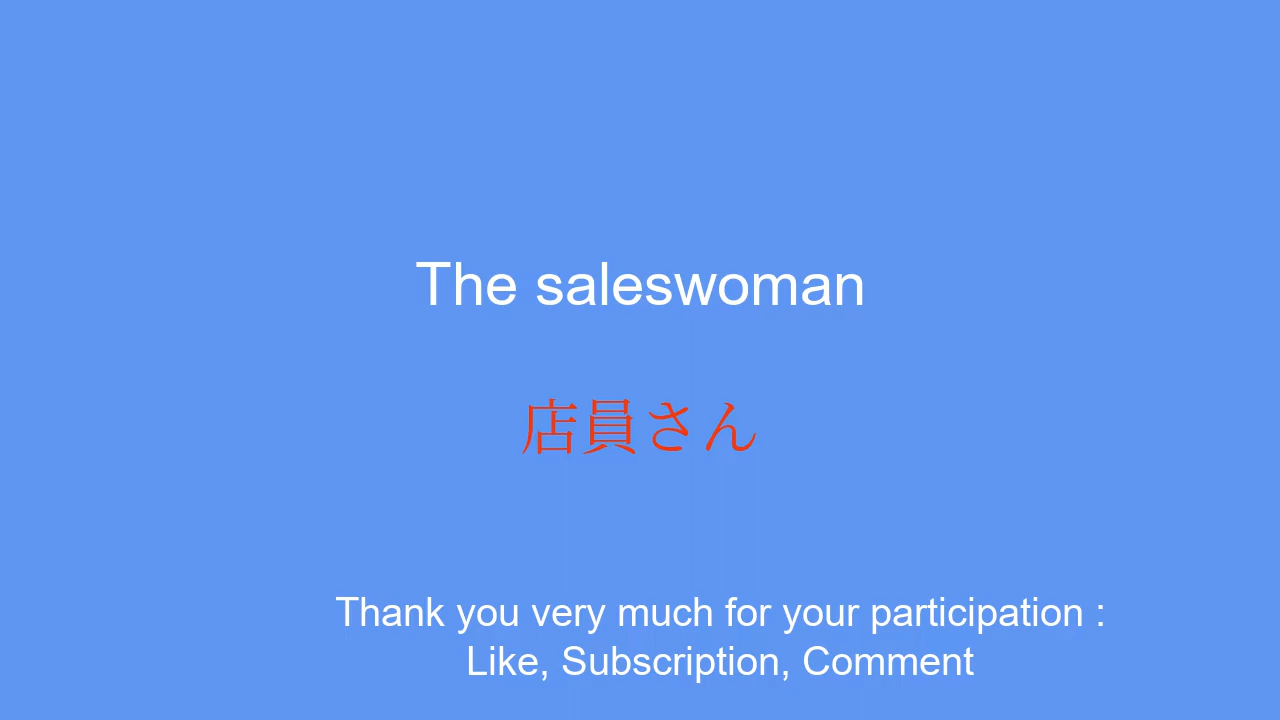 The saleswoman
店員さん
Thank you very much for your participation :
Like, Subscription, Comment